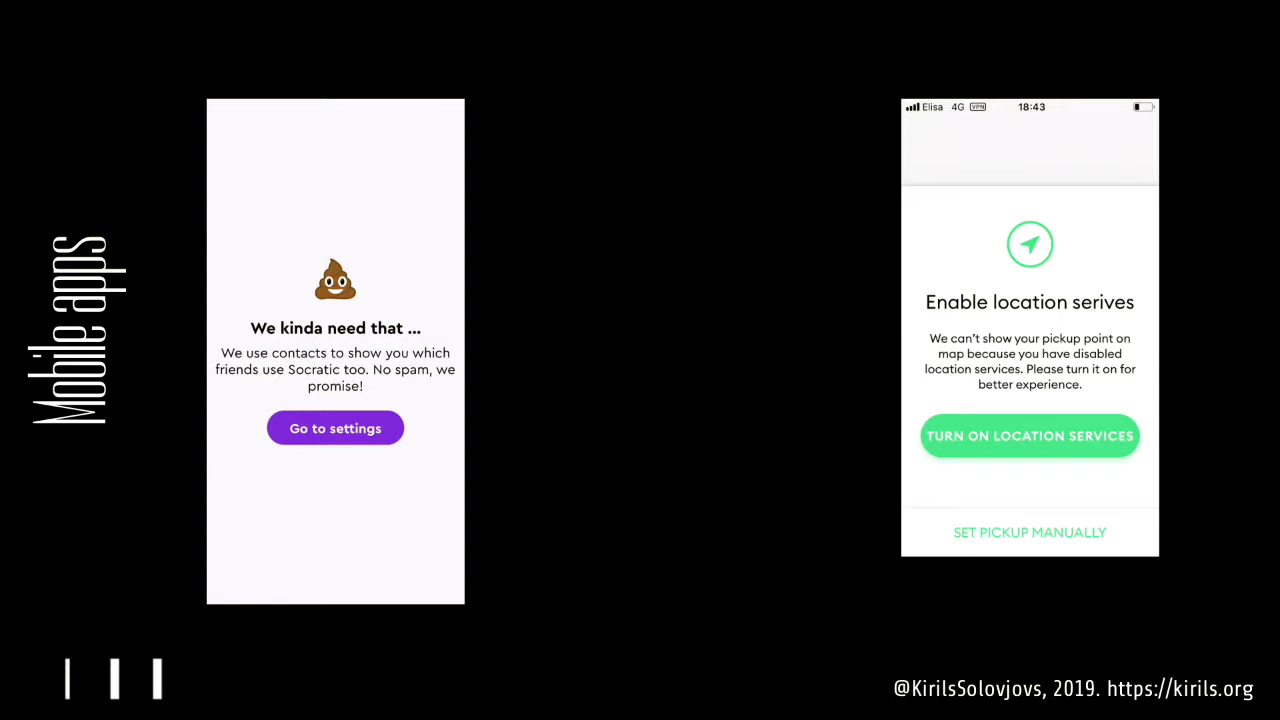 Mobile apps
We kinda need that ...
We use contacts to show you which
friends use Socratic too. No spam, we
promise!
Go to settings
Elisa 4G VPN 18:43
Enable location serives
We can't show your pickup point on
map because you have disabled
location services. Please turn it on for
better experience.
TURN ON LOCATION SERVICES
SET PICKUP MANUALLY
@KirilsSolovjovs, 2019. https://kirils.org